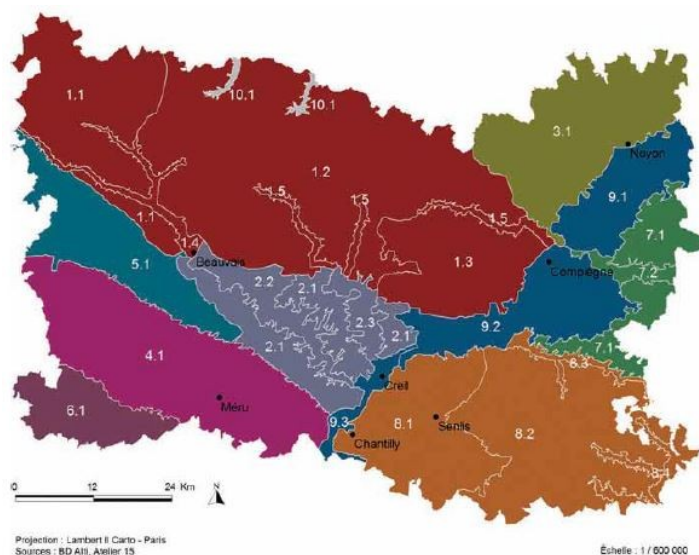 1.1
10.1
10.1
3.1
Noyon
1.2
9.1
1.5
1.5
1.5
7.1
1.1
1.4
Beauvais
1.3
Compiègne
7.2
5.1
2.2
2.1
2.3
9.2
2.1
2.1
7.1
4.1
8.3
Creil
6.1
Méru
9.3
8.1
Senlis
8.2
Chantilly
0 12 24 Km
N
Projection : Lambert II Carto - Paris
Sources : BD Alti, Atelier 15
Échelle : 1 / 600 000